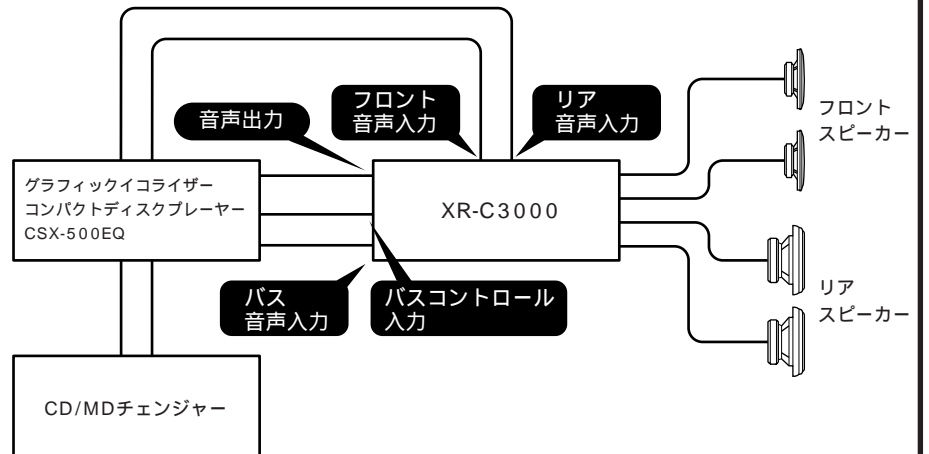 音声出力
フロント
音声入力
リア
音声入力
フロント
スピーカー
グラフィックイコライザー
コンパクトディスクプレーヤー
CSX-500EQ
XR-C3000
バス
音声入力
バスコントロール
入力
リア
スピーカー
CD/MDチェンジャー